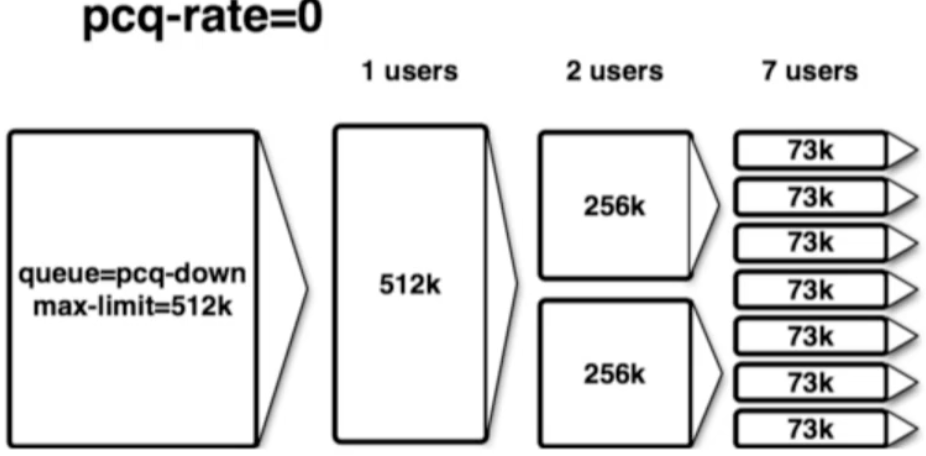 pcq-rate=0
1 users
2 users
7 users
queue=pcq-down
max-limit=512k
512k
256k
256k
73k
73k
73k
73k
73k
73k
73k